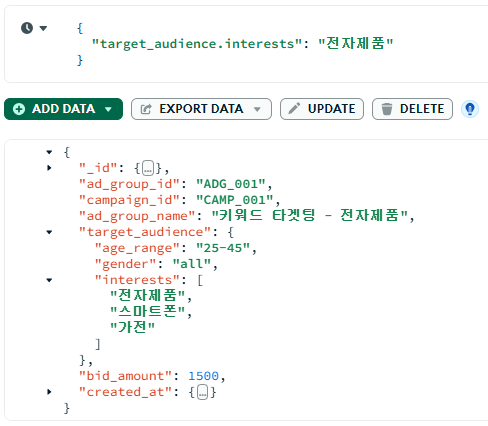 {
"target_audience.interests": "전자제품"
}
ADD DATA EXPORT DATA UPDATE DELETE
{
"_id": {…},
"ad_group_id": "ADG_001",
"campaign_id": "CAMP_001",
"ad_group_name": "키워드 타겟팅 - 전자제품",
"target_audience": {
"age_range": "25-45",
"gender": "all",
"interests": [
"전자제품",
"스마트폰",
"가전"
]
},
"bid_amount": 1500,
"created_at": {…}
}